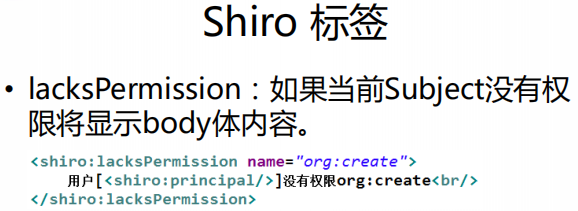 Shiro 标签
• lacksPermission：如果当前Subject没有权
限将显示body体内容。
<shiro:lacksPermission name="org:create">
用户[<shiro:principal/>]没有权限org:create<br/>
</shiro:lacksPermission>